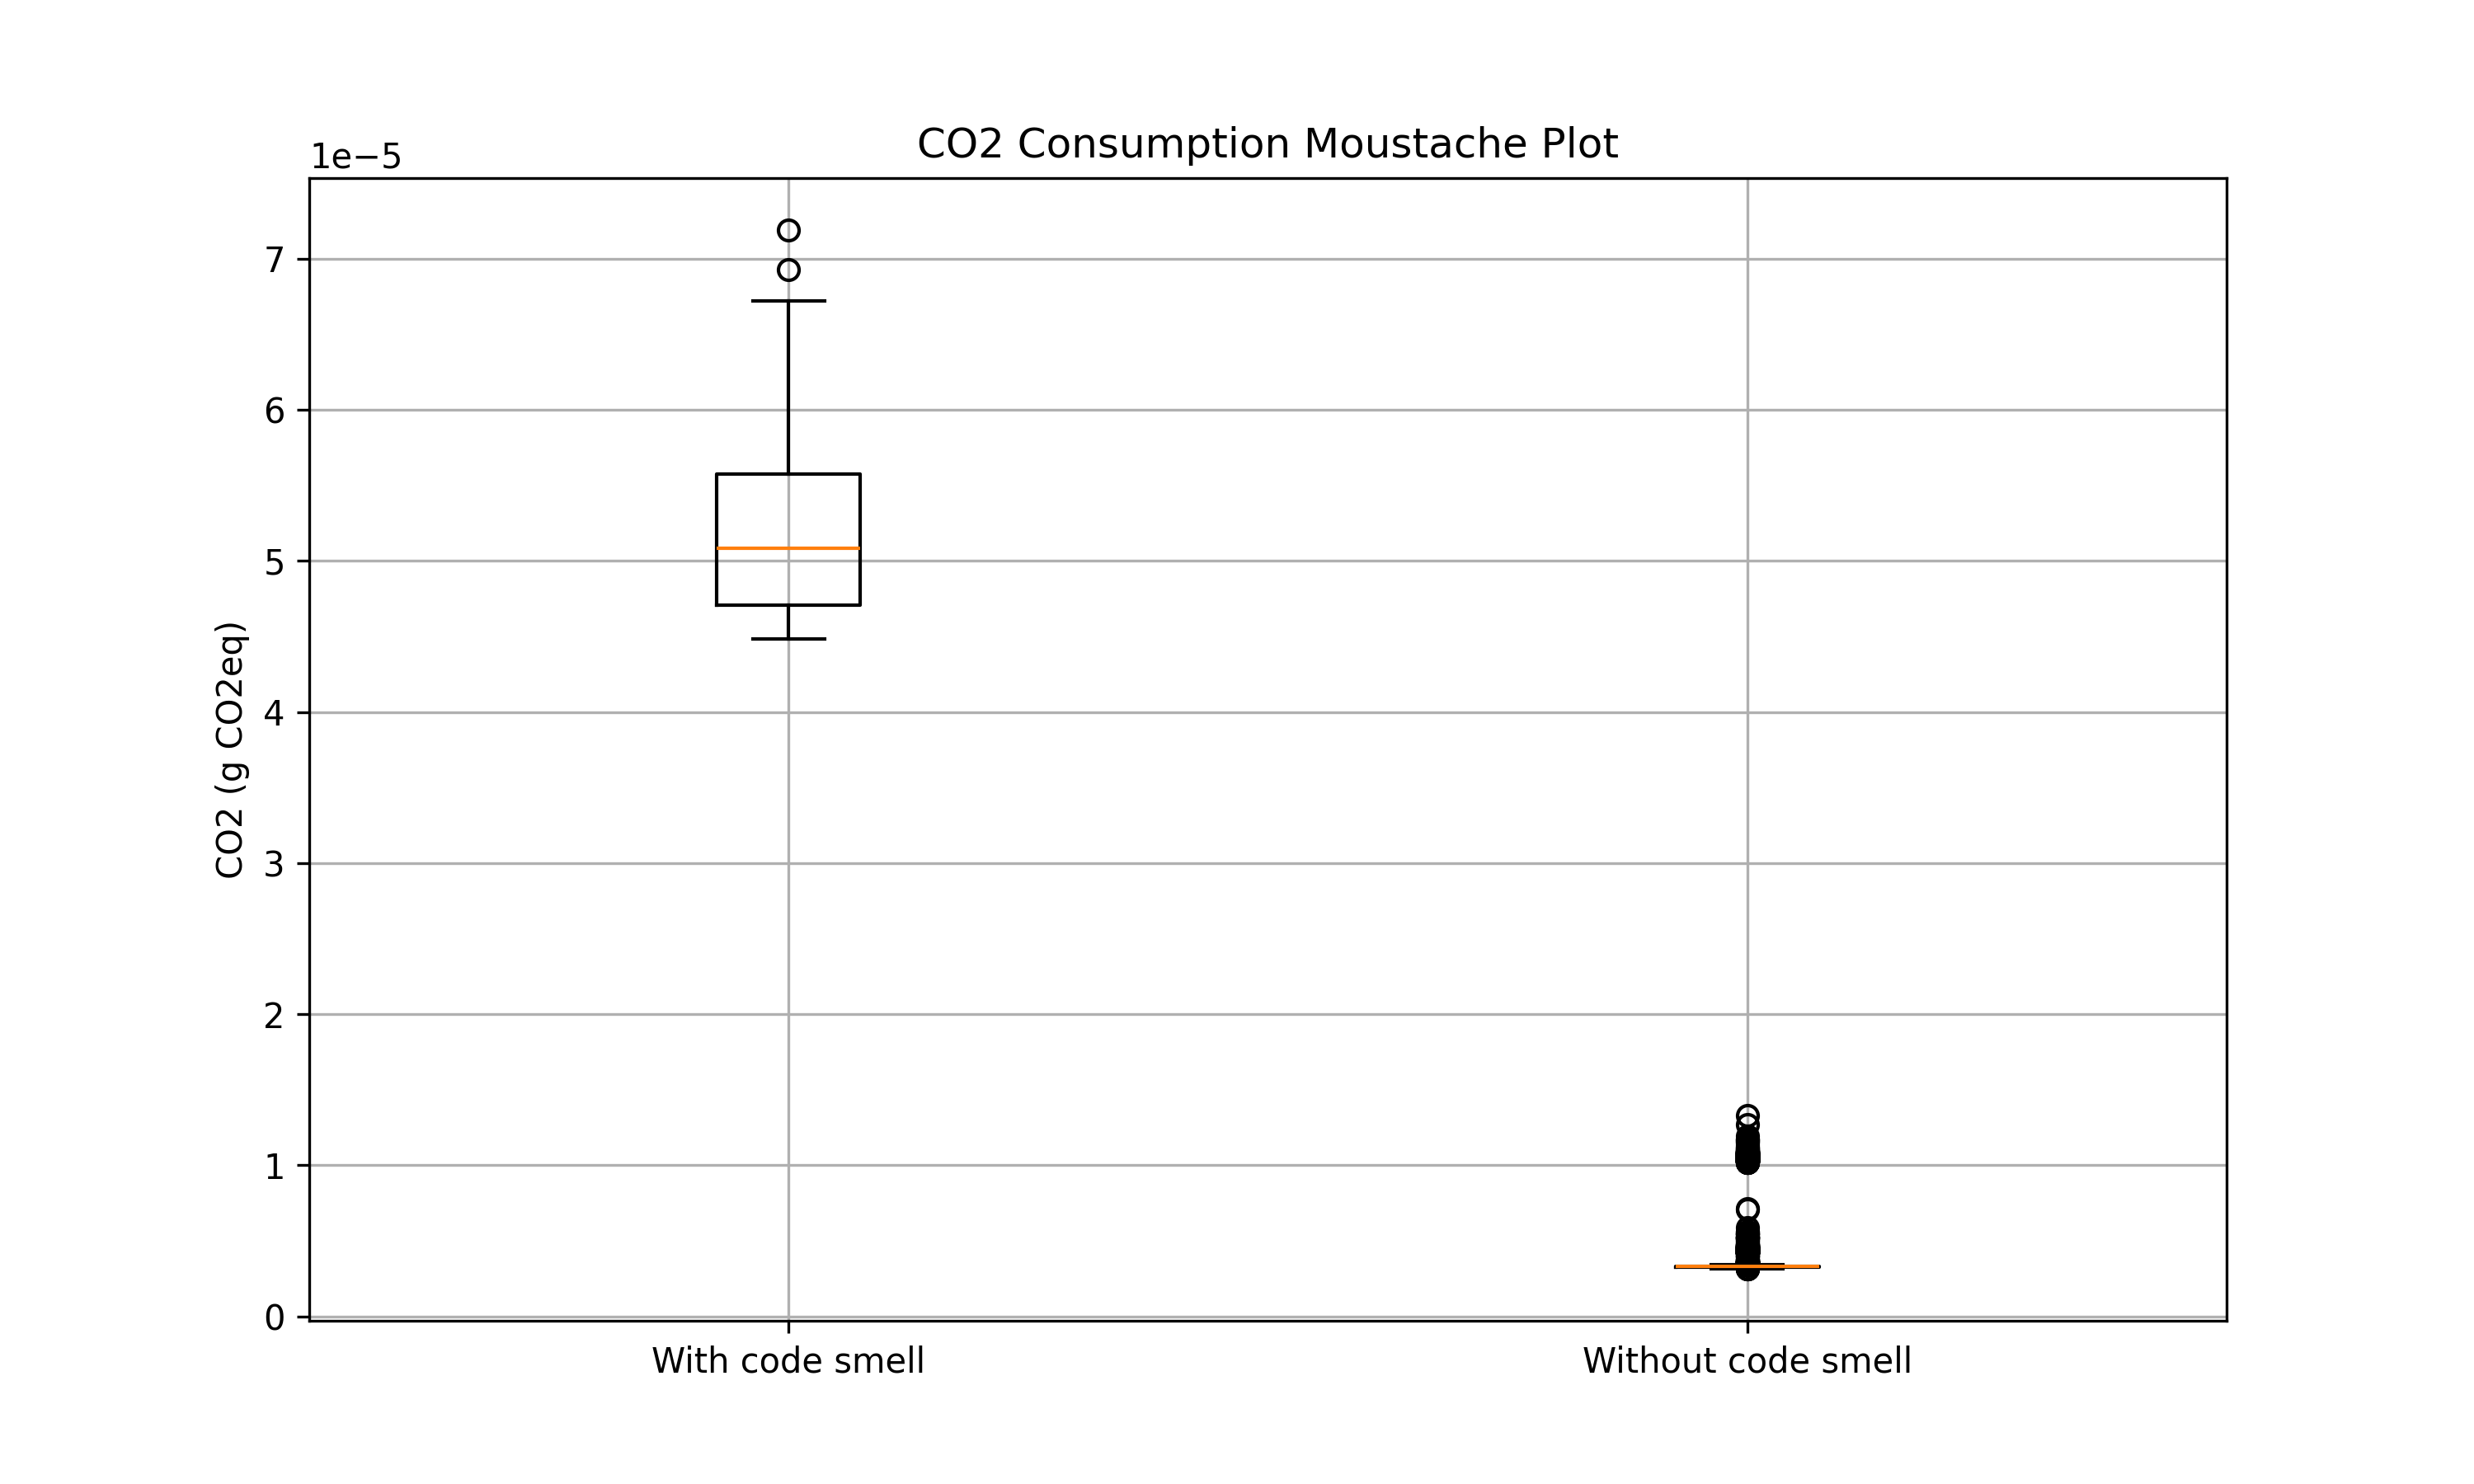 CO2 Consumption Moustache Plot
1e−5
7
6
5
4
3
2
1
0
CO2 (g CO2eq)
With code smell
Without code smell